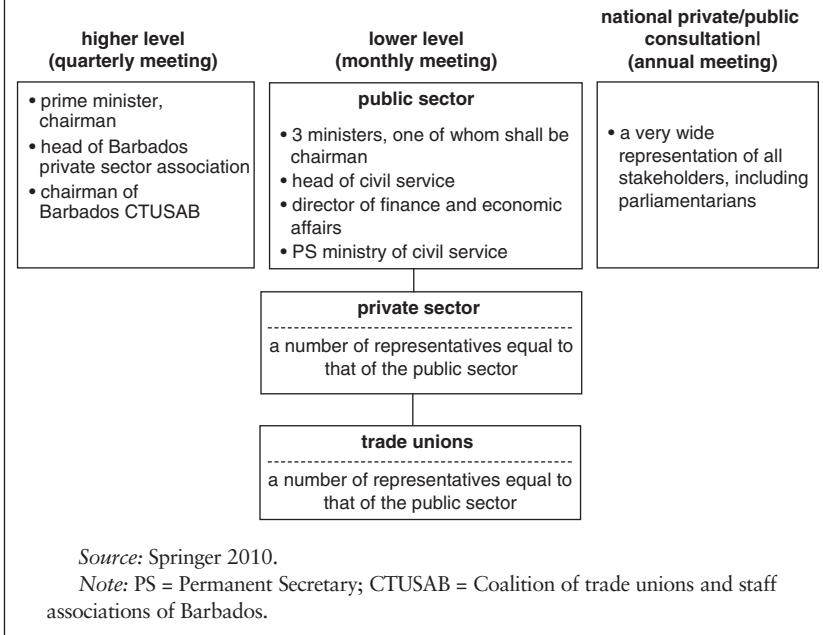 higher level
(quarterly meeting)
• prime minister,
chairman
• head of Barbados
private sector association
• chairman of
Barbados CTUSAB
lower level
(monthly meeting)
public sector
• 3 ministers, one of whom shall be
chairman
• head of civil service
• director of finance and economic
affairs
• PS ministry of civil service
private sector
a number of representatives equal to
that of the public sector
trade unions
a number of representatives equal to
that of the public sector
national private/public
consultationl
(annual meeting)
• a very wide
representation of all
stakeholders, including
parliamentarians
Source: Springer 2010.
Note: PS = Permanent Secretary; CTUSAB = Coalition of trade unions and staff
associations of Barbados.